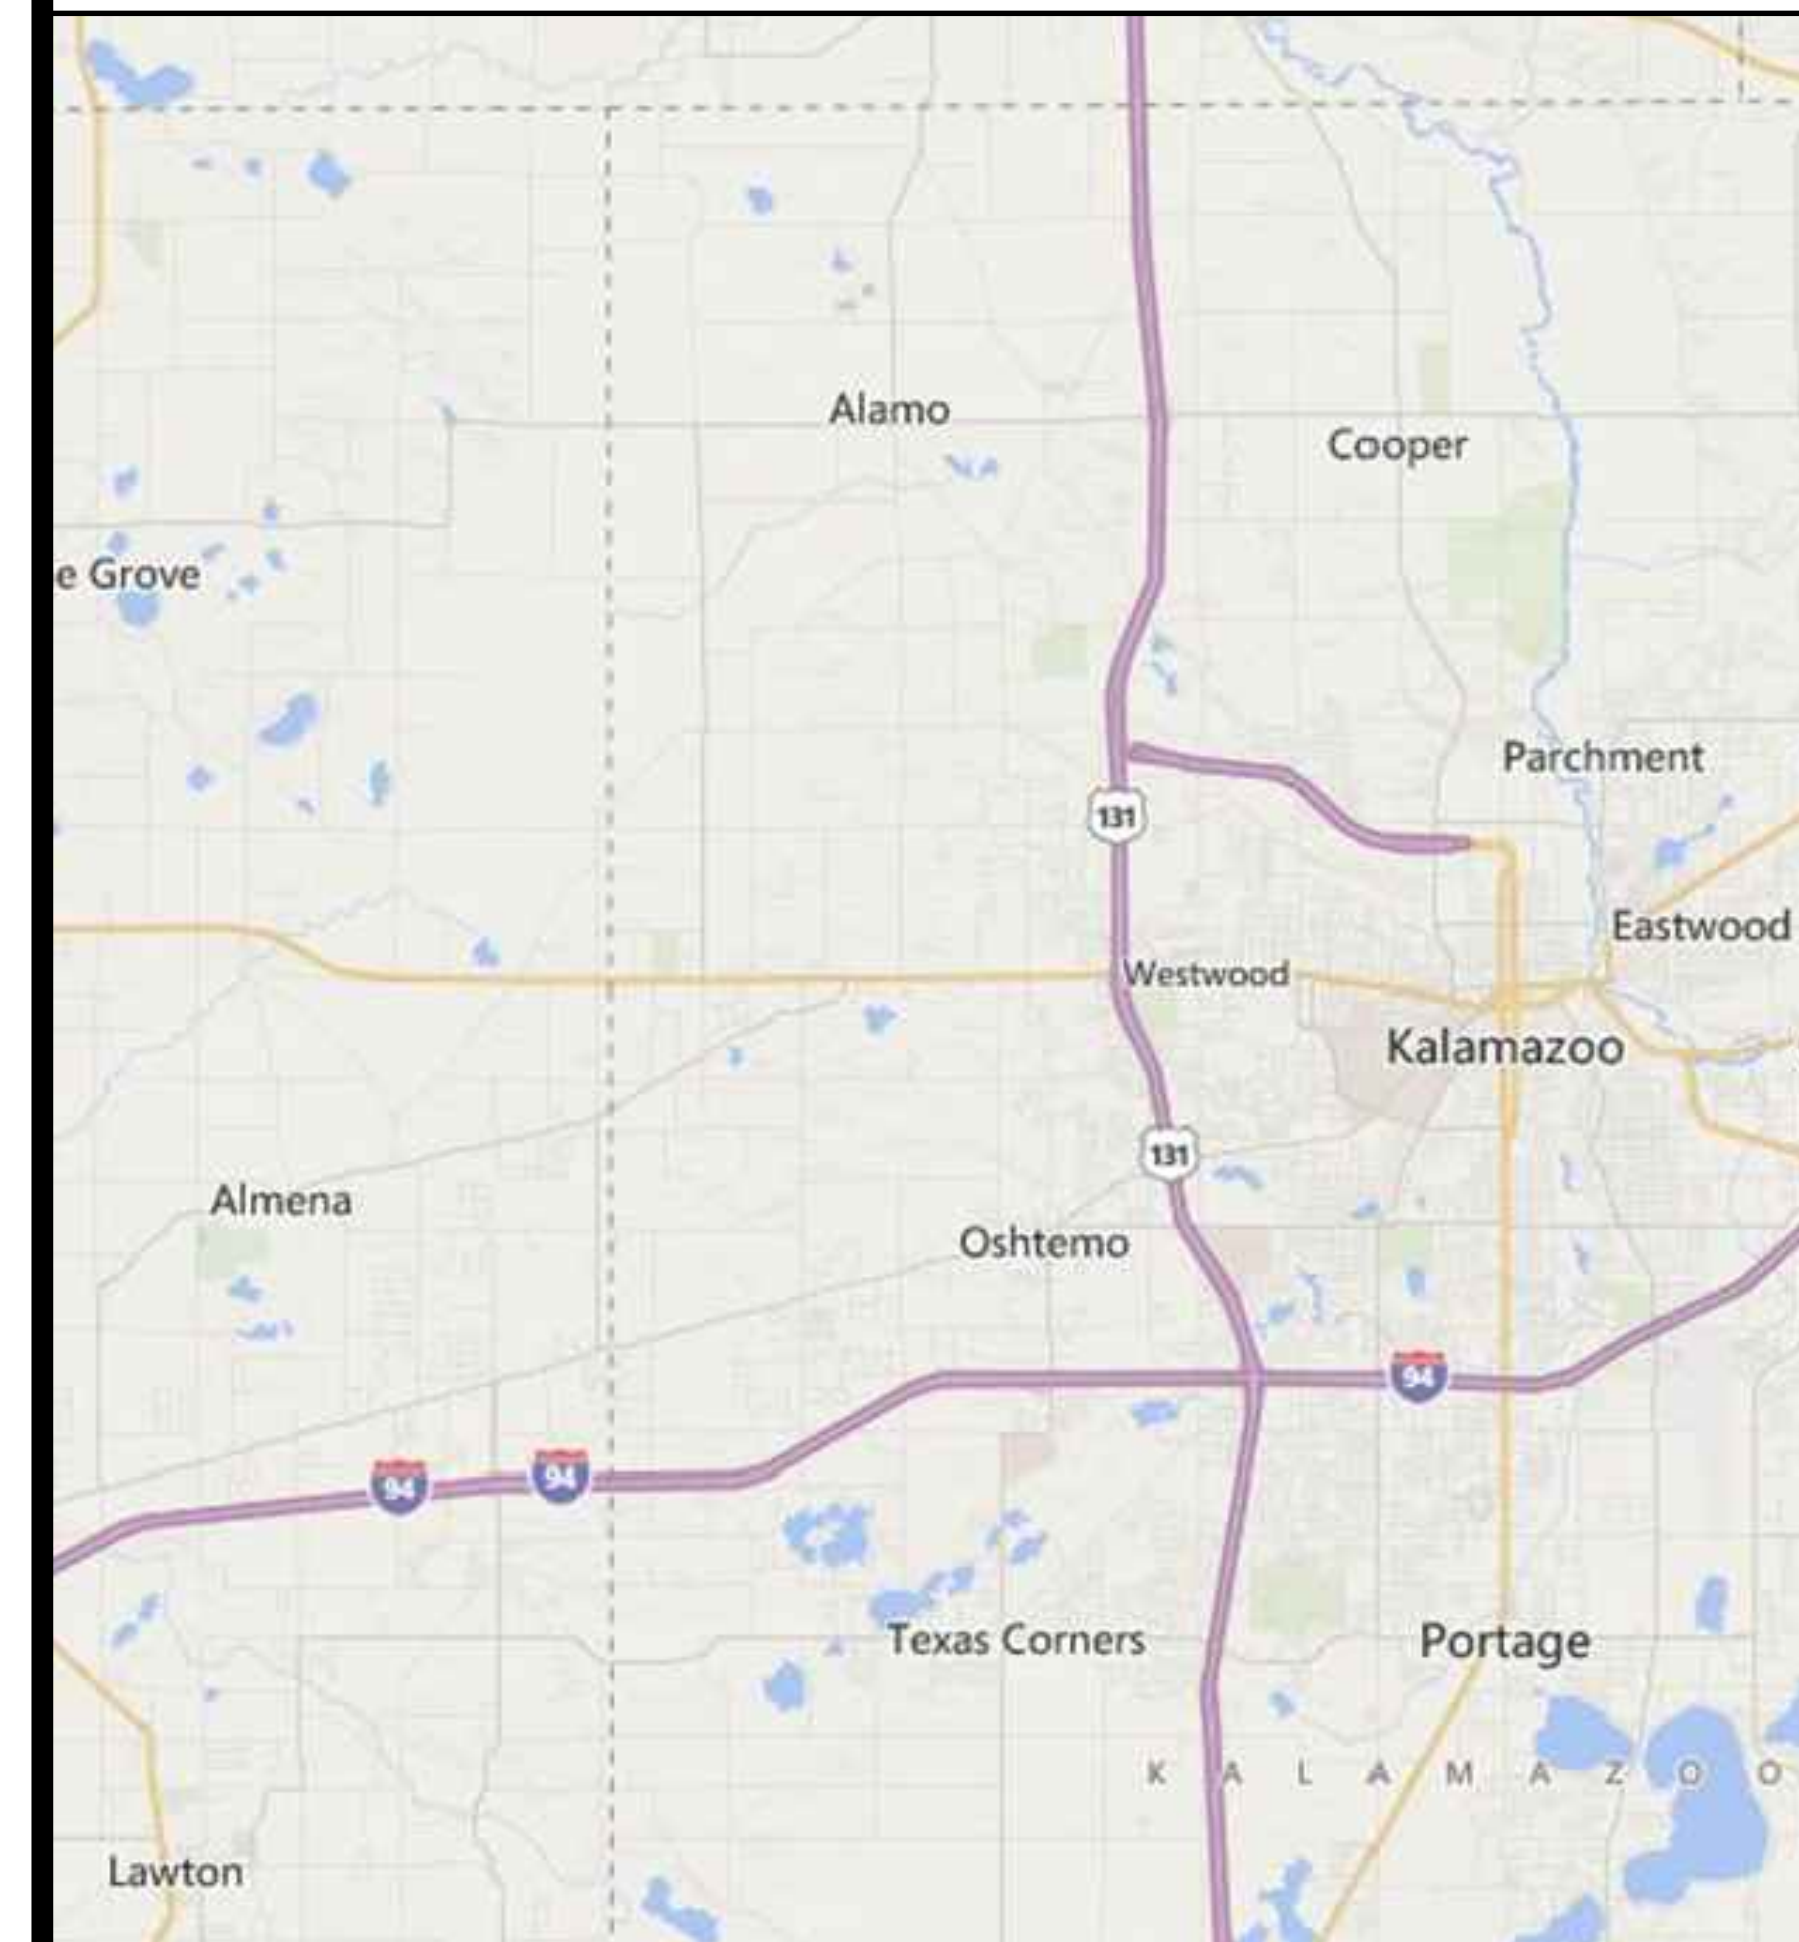 Alamo
Cooper
e Grove
Parchment
131
Eastwood
Westwood
Kalamazoo
131
Almena
Oshtemo
94
94
94
Texas Corners
Portage
K A L A M A Z O O
Lawton